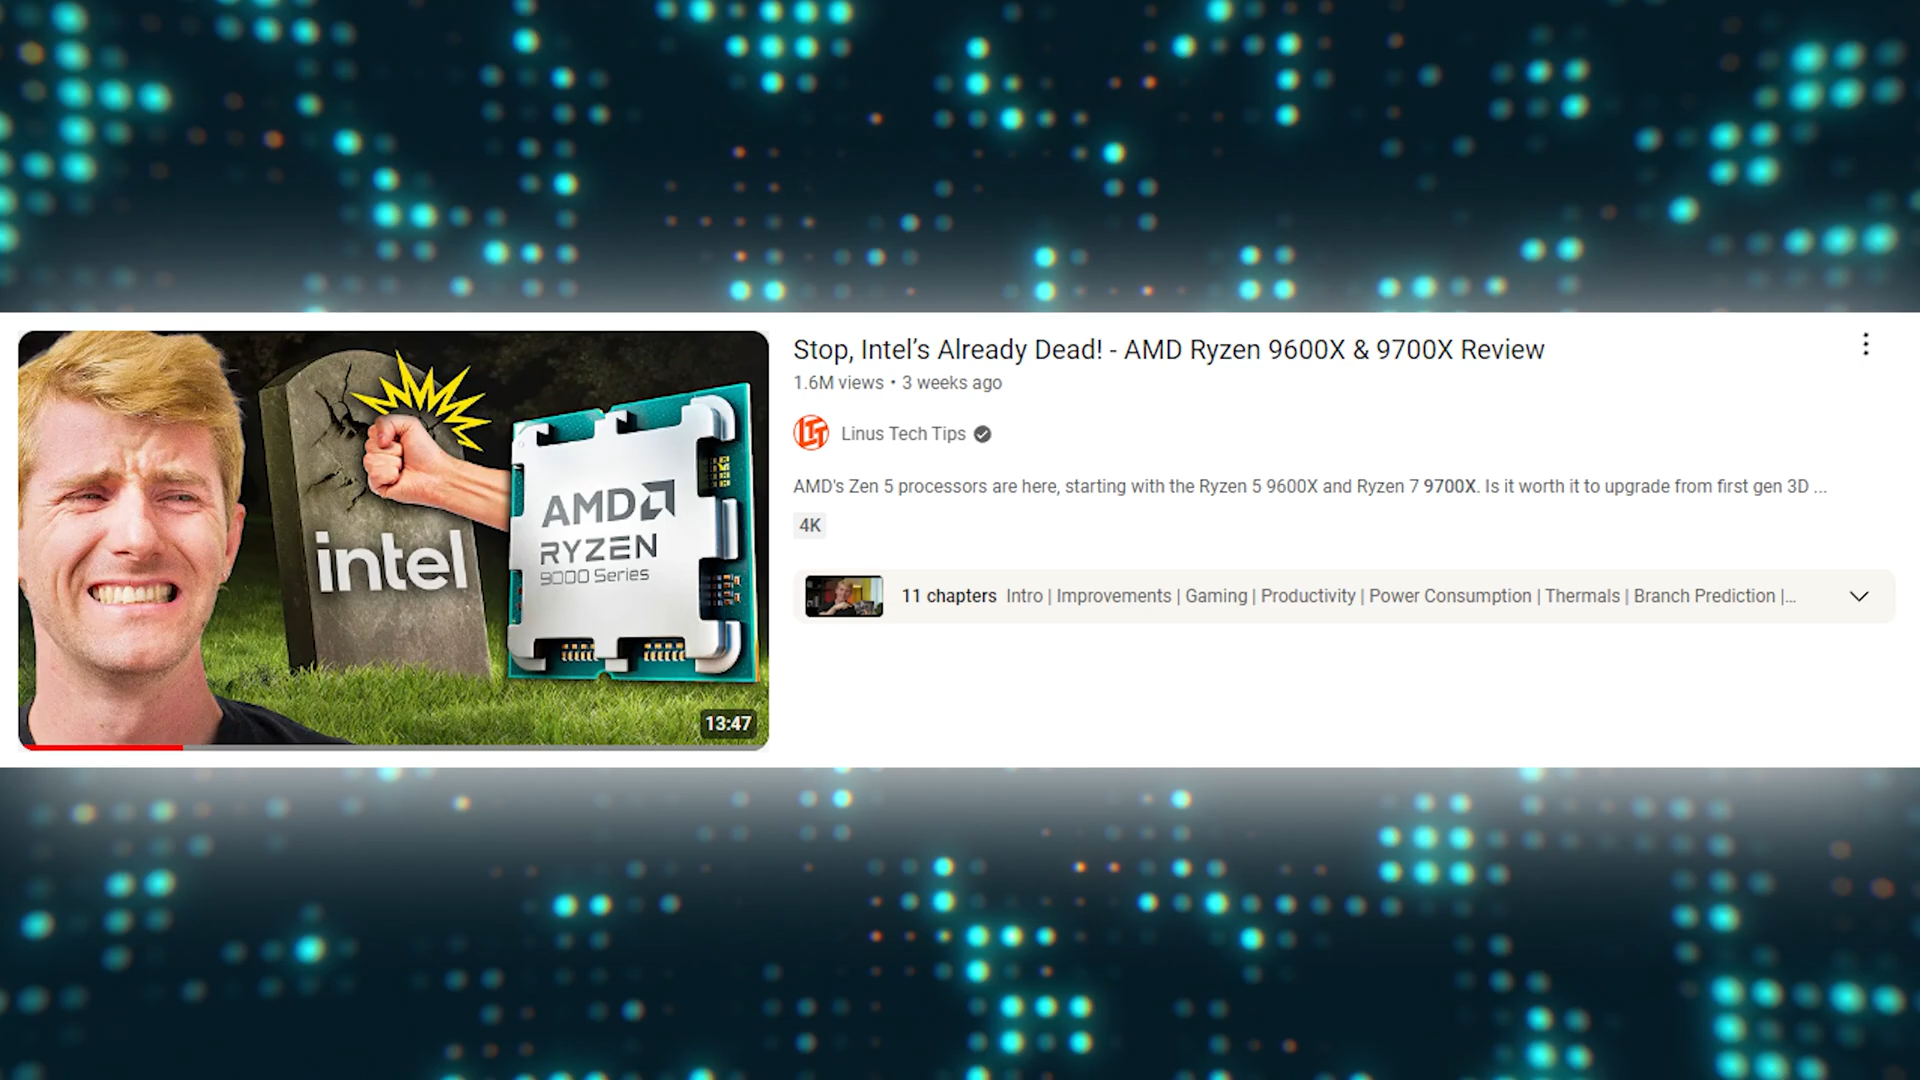 intel
AMD
RYZEN
9000 Series
13:47
Stop, Intel’s Already Dead! - AMD Ryzen 9600X & 9700X Review
1.6M views • 3 weeks ago
LTT
Linus Tech Tips
AMD's Zen 5 processors are here, starting with the Ryzen 5 9600X and Ryzen 7 9700X. Is it worth it to upgrade from first gen 3D ...
4K
11 chapters Intro | Improvements | Gaming | Productivity | Power Consumption | Thermals | Branch Prediction |...